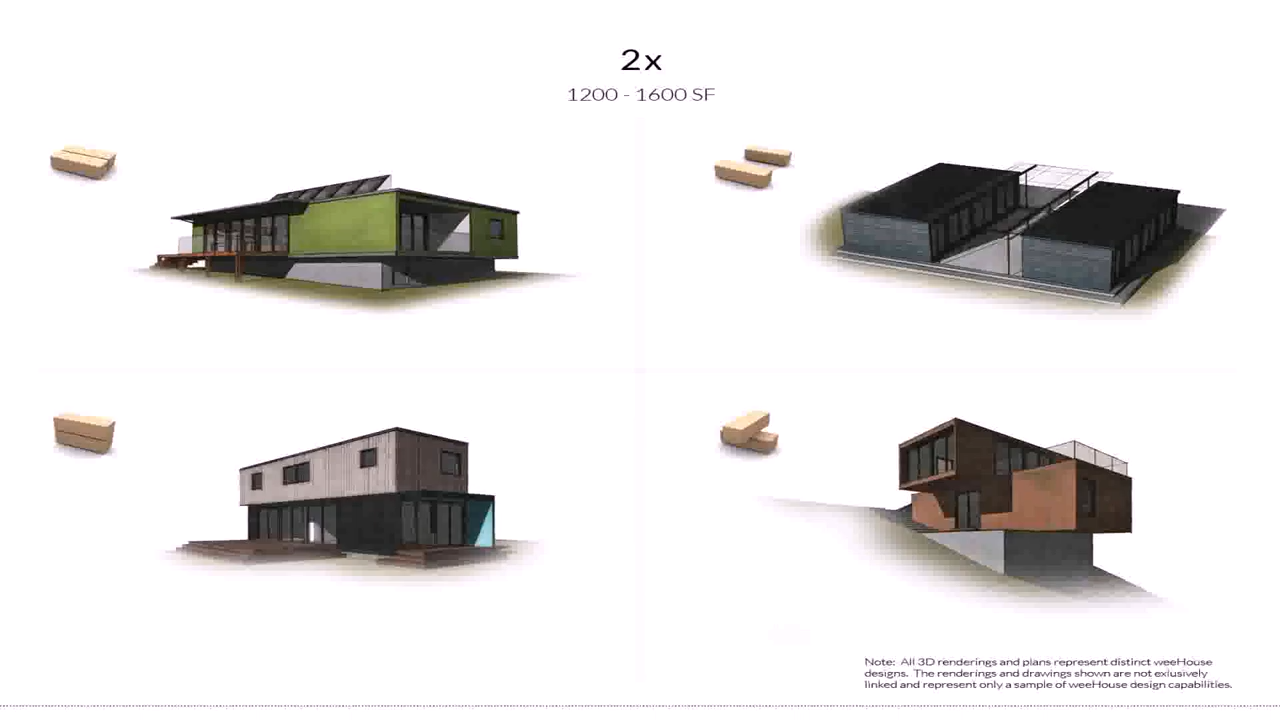 2x
1200 - 1600 SF
Note: All 3D renderings and plans represent distinct weeHouse
designs. The renderings and drawings shown are not exlusively
linked and represent only a sample of weeHouse design capabilities.